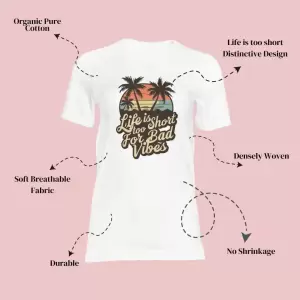 Organic Pure
Cotton
Life is too short
Distinctive Design
Life is
too Short
For Bad
Vibes
Densely Woven
Soft Breathable
Fabric
No Shrinkage
Durable